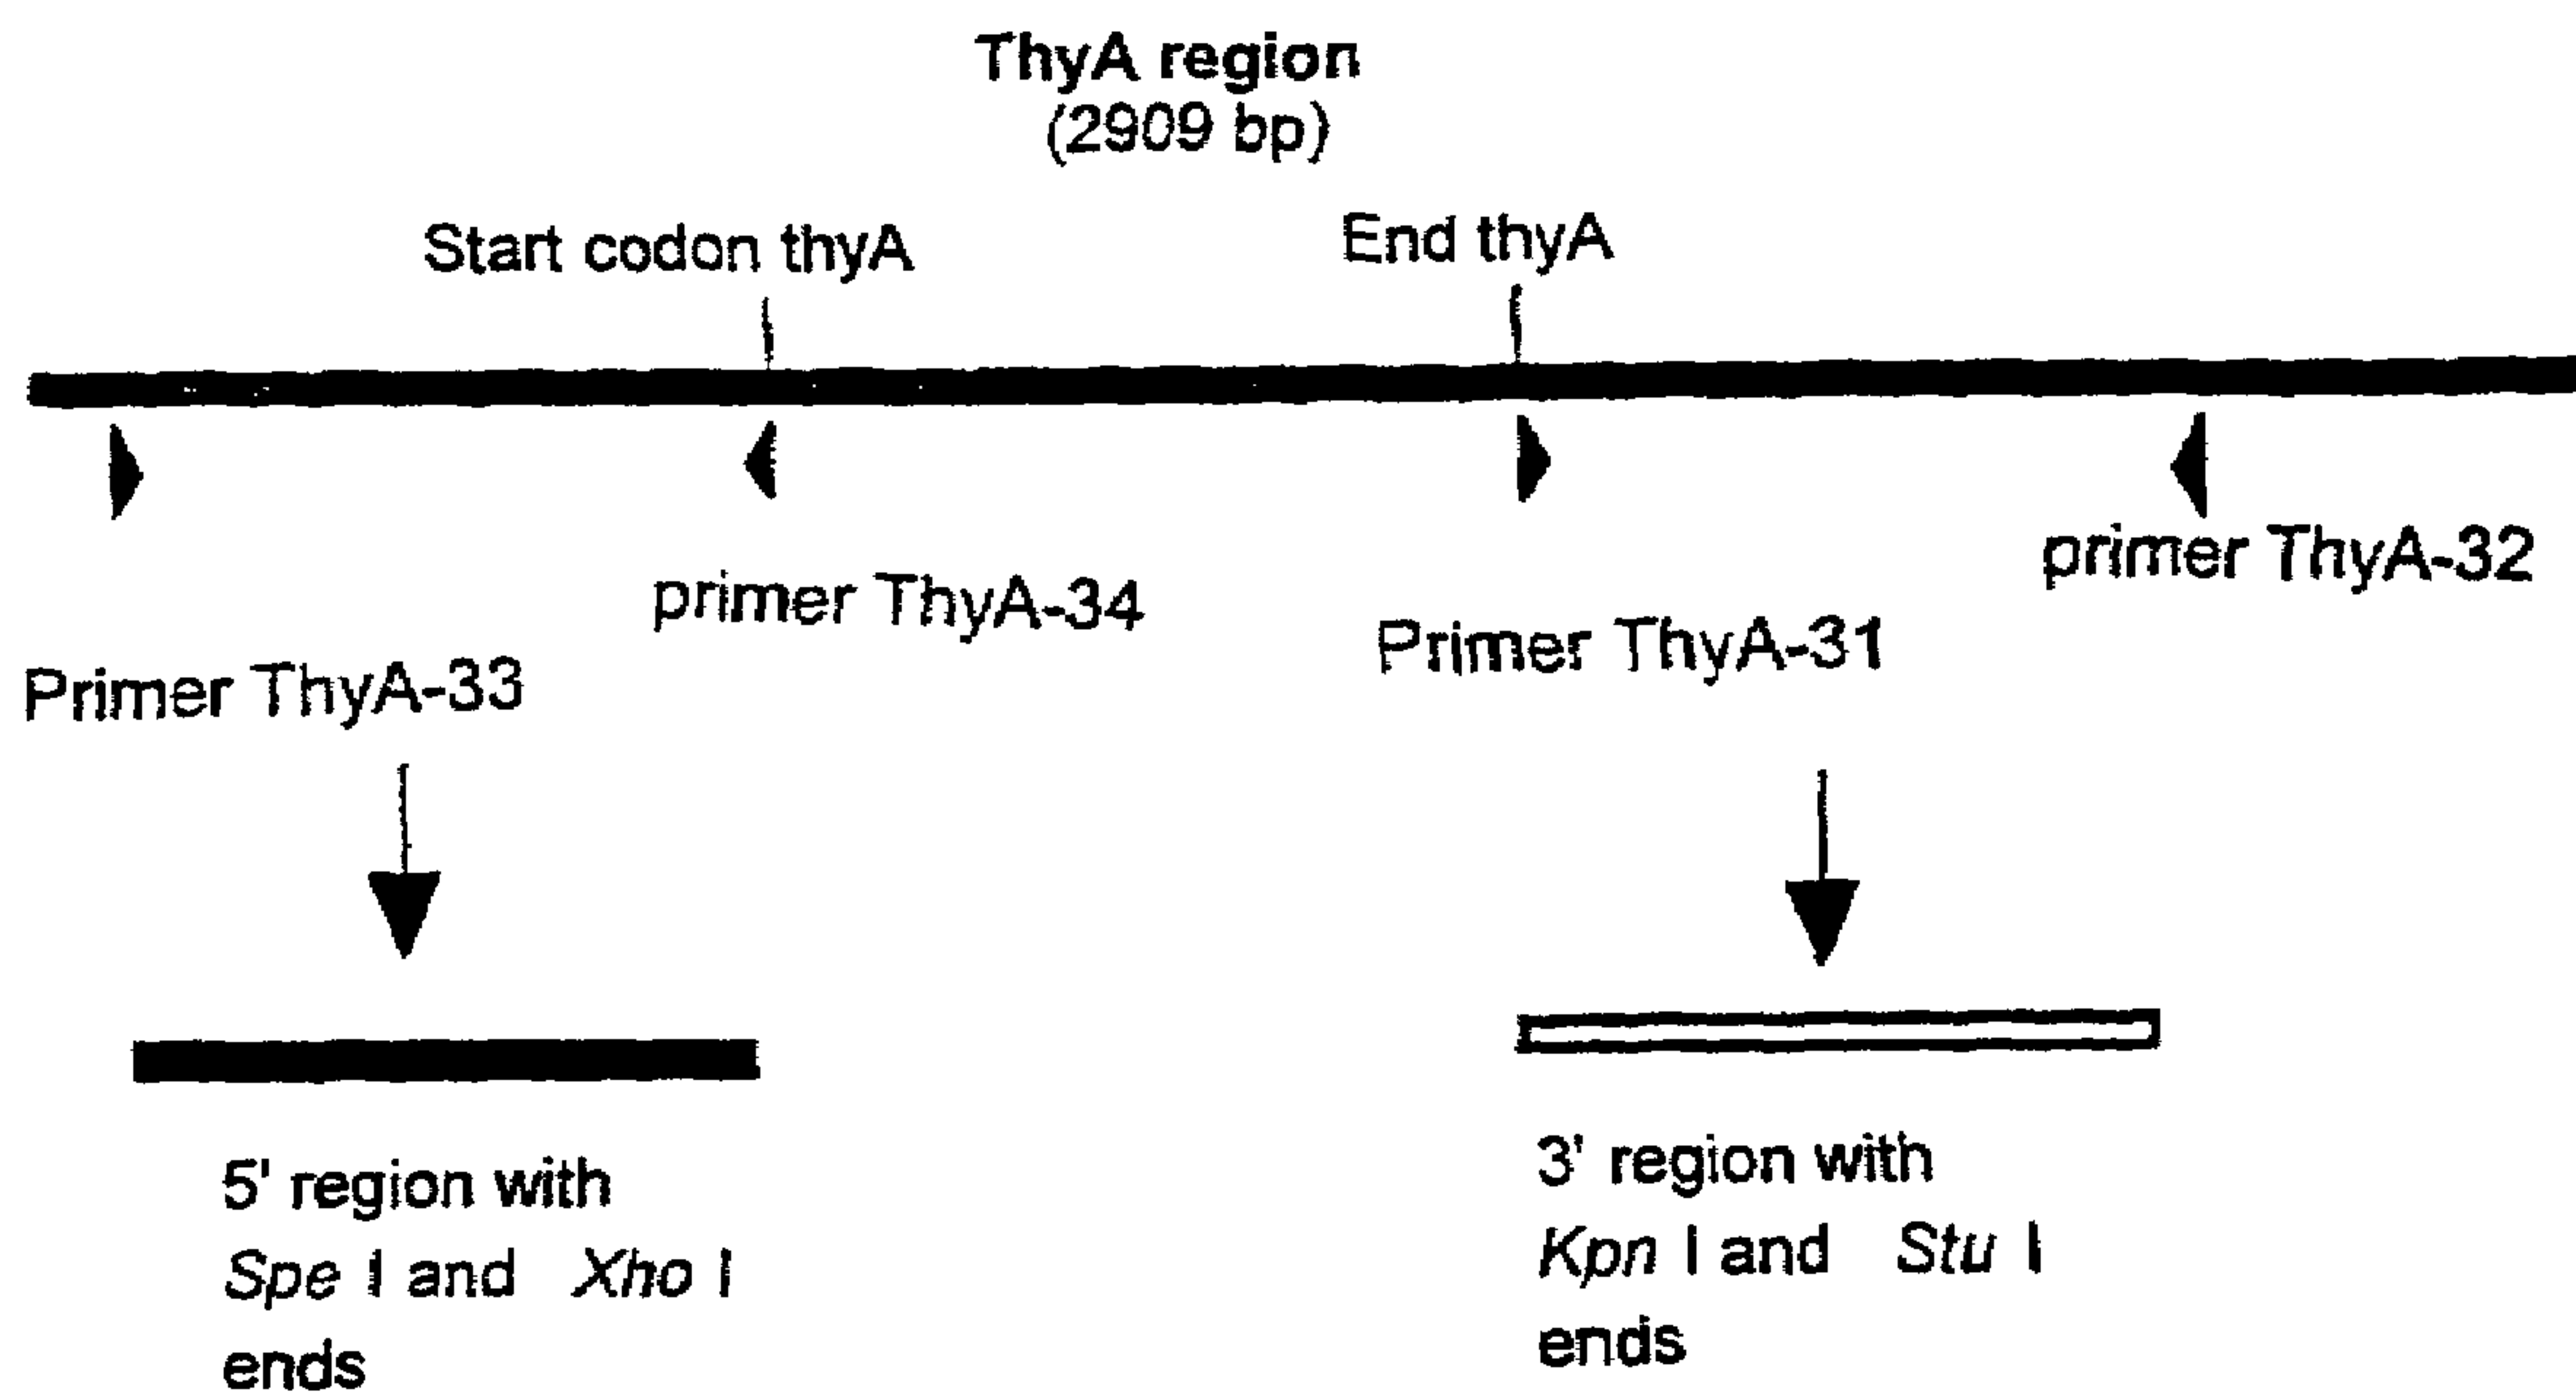 ThyA region
(2909 bp)
Start codon thyA
End thyA
primer ThyA-32
primer ThyA-34
Primer ThyA-31
Primer ThyA-33
5' region with
Spe I and Xho I
ends
3' region with
Kpn I and Stu I
ends